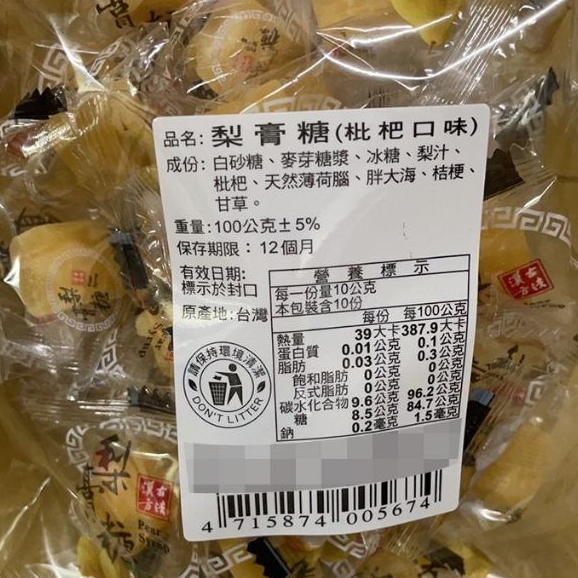 品名: 梨膏糖(枇杷口味)
成份: 白砂糖、麥芽糖漿、冰糖、梨汁、
枇杷、天然薄荷腦、胖大海、桔梗、
甘草。
重量:100公克±5%
保存期限：12個月
有效日期:
標示於封口
原產地:台灣
營養標示
每一份量10公克
本包裝含10份
每份 每100公克
熱量 39大卡 387.9大卡
蛋白質 0.01公克 0.1公克
脂肪 0.03公克 0.3公克
飽和脂肪 0公克 0公克
反式脂肪 0公克 0公克
碳水化合物 9.6公克 96.2公克
糖 8.5公克 84.7公克
鈉 0.2毫克 1.5毫克
請保持環境清潔
DON'T LITTER
4 715874 005674
梨膏糖
漢古方法
Pear
Syrup